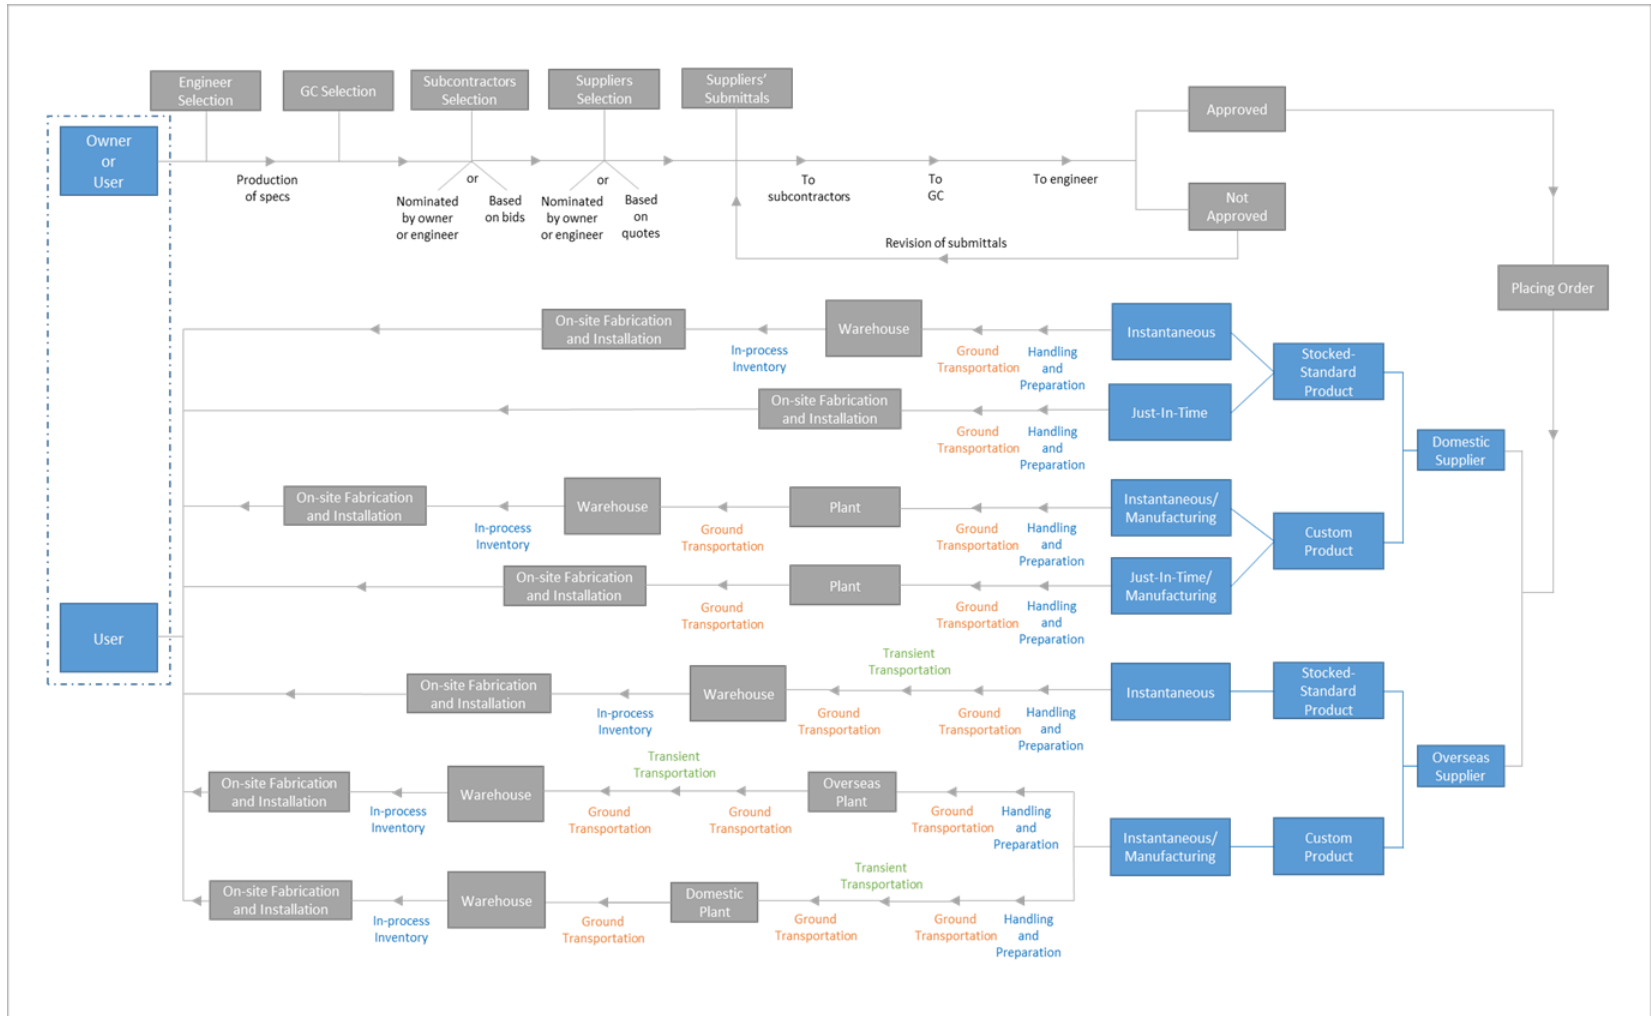 Engineer
Selection
GC Selection
Subcontractors
Selection
Suppliers
Selection
Suppliers'
Submittals
Approved
Owner
or
User
Production
of specs
or
Nominated
by owner
or engineer
Based
on bids
or
Nominated
by owner
or engineer
Based
on
quotes
To
subcontractors
To
GC
To engineer
Not
Approved
Revision of submittals
Placing Order
On-site Fabrication
and Installation
In-process
Inventory
Warehouse
Ground
Transportation
Handling
and
Preparation
Instantaneous
Stocked-
Standard
Product
On-site Fabrication
and Installation
Ground
Transportation
Handling
and
Preparation
Just-In-Time
Domestic
Supplier
On-site Fabrication
and Installation
In-process
Inventory
Warehouse
Ground
Transportation
Plant
Ground
Transportation
Handling
and
Preparation
Instantaneous/
Manufacturing
Custom
Product
On-site Fabrication
and Installation
Ground
Transportation
Plant
Ground
Transportation
Handling
and
Preparation
Just-In-Time/
Manufacturing
User
On-site Fabrication
and Installation
In-process
Inventory
Warehouse
Transient
Transportation
Ground
Transportation
Ground
Transportation
Handling
and
Preparation
Instantaneous
Stocked-
Standard
Product
Overseas
Supplier
On-site Fabrication
and Installation
In-process
Inventory
Warehouse
Transient
Transportation
Ground
Transportation
Ground
Transportation
Overseas
Plant
Ground
Transportation
Handling
and
Preparation
Instantaneous/
Manufacturing
Custom
Product
On-site Fabrication
and Installation
In-process
Inventory
Warehouse
Ground
Transportation
Domestic
Plant
Transient
Transportation
Ground
Transportation
Ground
Transportation
Handling
and
Preparation